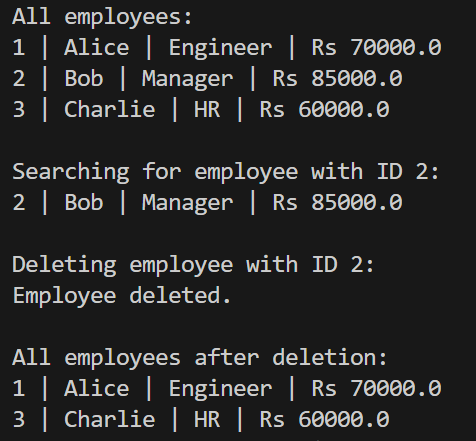 All employees:
1 | Alice | Engineer | Rs 70000.0
2 | Bob | Manager | Rs 85000.0
3 | Charlie | HR | Rs 60000.0

Searching for employee with ID 2:
2 | Bob | Manager | Rs 85000.0

Deleting employee with ID 2:
Employee deleted.

All employees after deletion:
1 | Alice | Engineer | Rs 70000.0
3 | Charlie | HR | Rs 60000.0